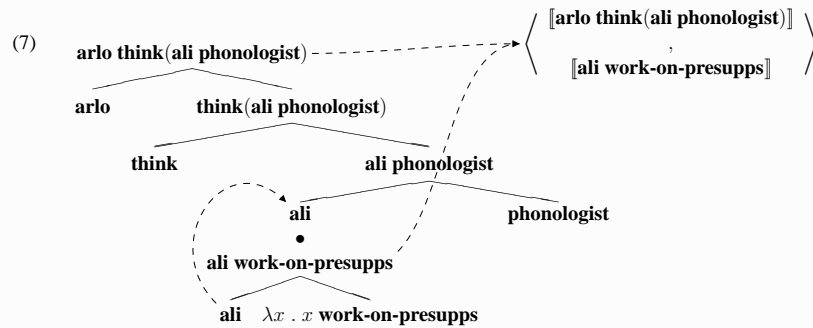 (7)
arlo think(ali phonologist)
⟨ ⟦arlo think(ali phonologist)⟧
,
⟦ali work-on-presupps⟧ ⟩
arlo think(ali phonologist)
think ali phonologist
ali phonologist
•
ali work-on-presupps
ali λx . x work-on-presupps